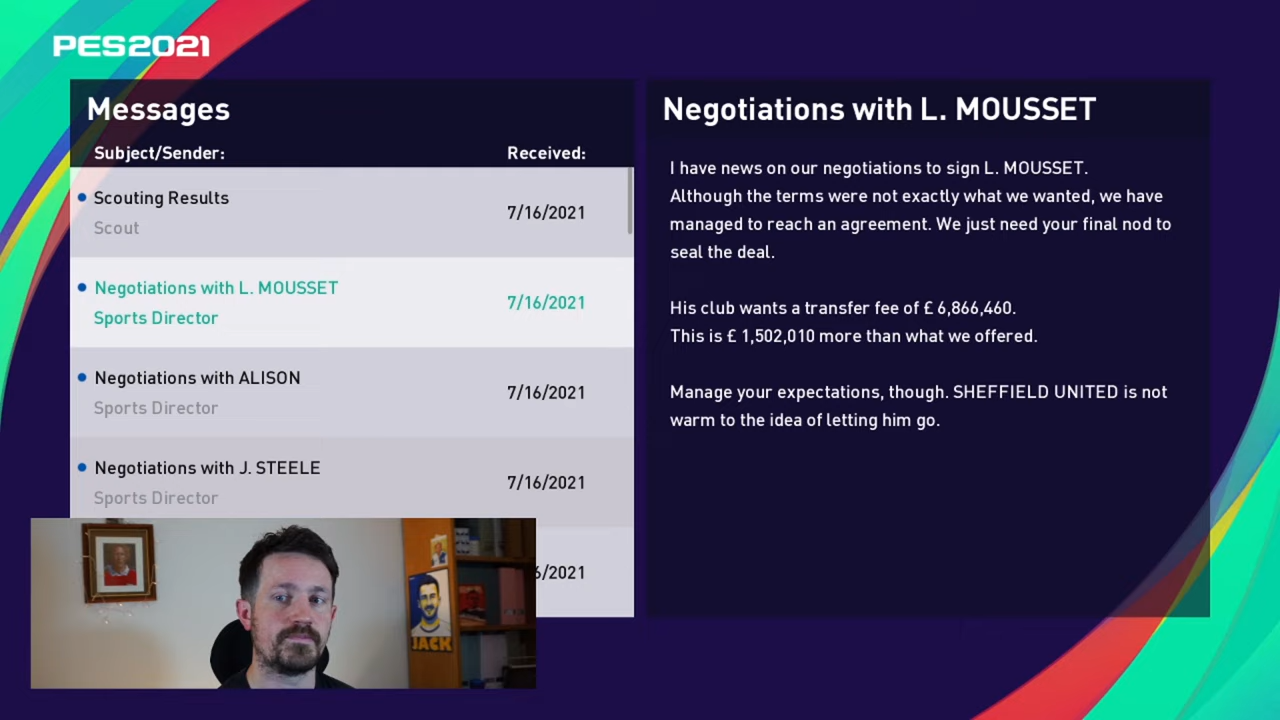 PES2021
Messages
Subject/Sender:
Received:
Scouting Results
Scout
7/16/2021
Negotiations with L. MOUSSET
Sports Director
7/16/2021
Negotiations with ALISON
Sports Director
7/16/2021
Negotiations with J. STEELE
Sports Director
7/16/2021
6/2021
JACK
Negotiations with L. MOUSSET
I have news on our negotiations to sign L. MOUSSET.
Although the terms were not exactly what we wanted, we have
managed to reach an agreement. We just need your final nod to
seal the deal.
His club wants a transfer fee of £ 6,866,460.
This is £ 1,502,010 more than what we offered.
Manage your expectations, though. SHEFFIELD UNITED is not
warm to the idea of letting him go.